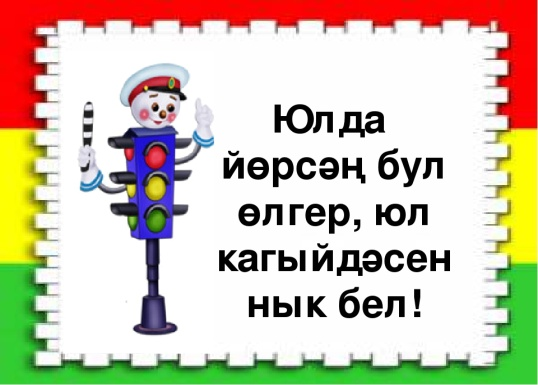 Юлда
йөрсәң бул
өлгер, юл
кагыйдәсен
нык бел!